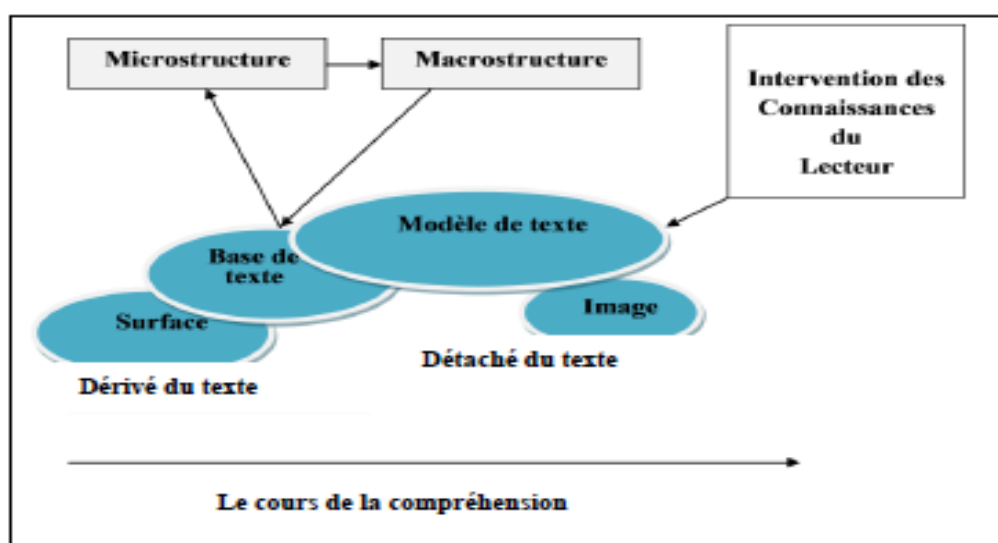 Microstructure
Macrostructure
Intervention des
Connaissances
du
Lecteur
Modèle de texte
Base de
texte
Surface
Image
Détaché du texte
Dérivé du texte
Le cours de la compréhension